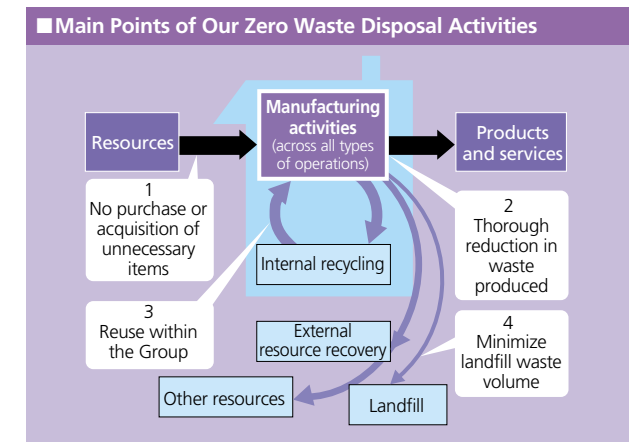 ■Main Points of Our Zero Waste Disposal Activities
Manufacturing
activities
(across all types
of operations)
Resources
Products
and services
1
No purchase or
acquisition of
unnecessary
items
2
Thorough
reduction in
waste
produced
Internal recycling
3
Reuse within
the Group
External
resource recovery
4
Minimize
landfill waste
volume
Other resources
Landfill